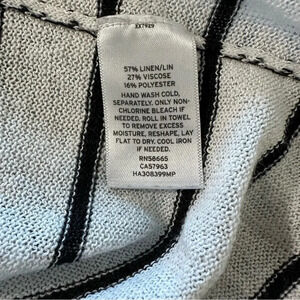 57% LINEN/LIN
27% VISCOSE
16% POLYESTER
HAND WASH COLD,
SEPARATELY. ONLY NON-
CHLORINE BLEACH IF
NEEDED. ROLL IN TOWEL
TO REMOVE EXCESS
MOISTURE, RESHAPE, LAY
FLAT TO DRY. COOL IRON
IF NEEDED.
RN58665
CA57963
HA308399MP